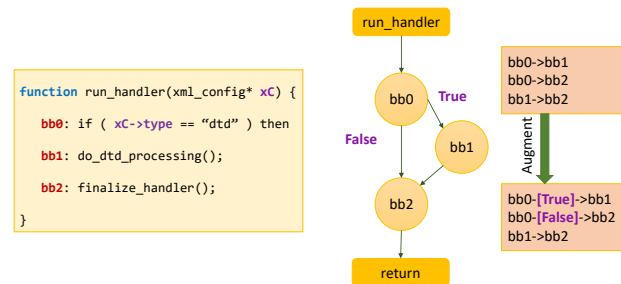 function run_handler(xml_config* xC) {
bb0: if ( xC->type == “dtd” ) then
bb1: do_dtd_processing();
bb2: finalize_handler();
}
run_handler
bb0
True
False
bb1
bb2
return
bb0->bb1
bb0->bb2
bb1->bb2
Augment
bb0-[True]->bb1
bb0-[False]->bb2
bb1->bb2